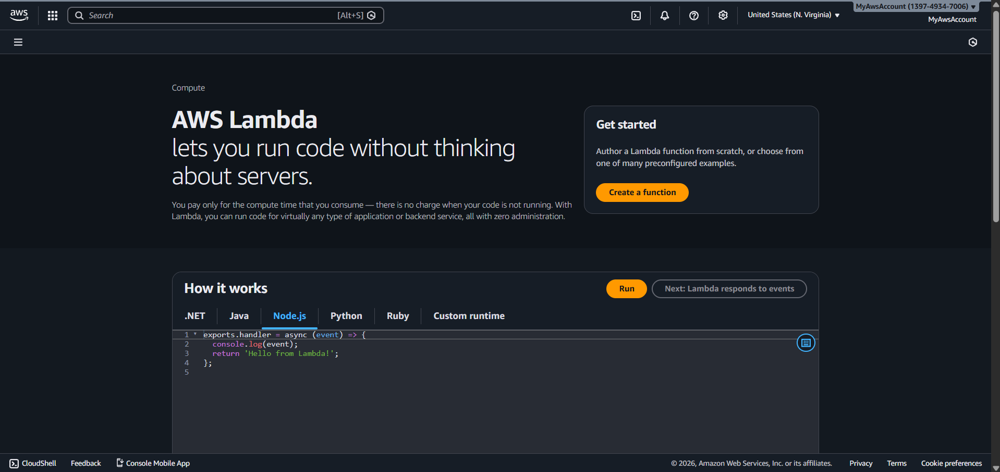 aws
Search
[Alt+S]
United States (N. Virginia)
MyAwsAccount (1397-4934-7006)
MyAwsAccount
Compute
AWS Lambda
lets you run code without thinking
about servers.
You pay only for the compute time that you consume — there is no charge when your code is not running. With
Lambda, you can run code for virtually any type of application or backend service, all with zero administration.
Get started
Author a Lambda function from scratch, or choose from
one of many preconfigured examples.
Create a function
How it works
Run
Next: Lambda responds to events
.NET
Java
Node.js
Python
Ruby
Custom runtime
1 exports.handler = async (event) => {
2 console.log(event);
3 return 'Hello from Lambda!';
4 };
5
CloudShell
Feedback
Console Mobile App
© 2026, Amazon Web Services, Inc. or its affiliates.
Privacy
Terms
Cookie preferences